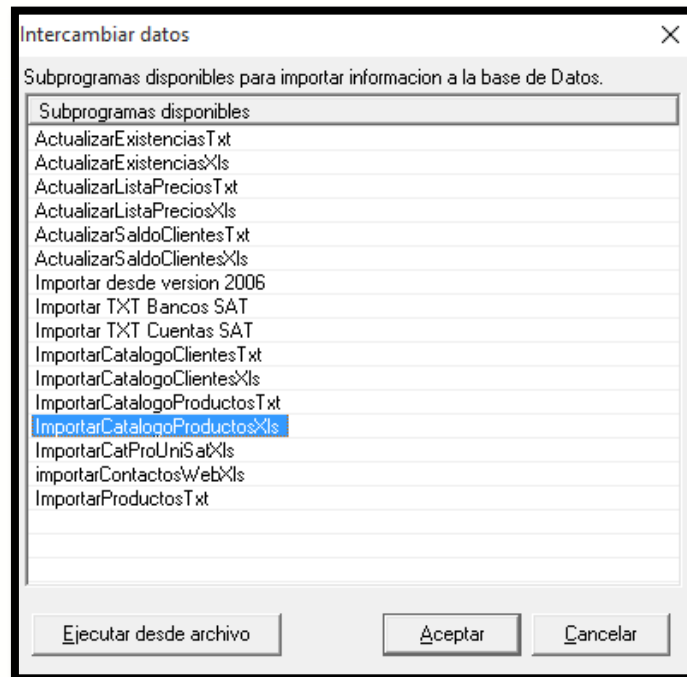 Intercambiar datos
Subprogramas disponibles para importar informacion a la base de Datos.
Subprogramas disponibles
ActualizarExistenciasTxt
ActualizarExistenciasXls
ActualizarListaPreciosTxt
ActualizarListaPreciosXls
ActualizarSaldoClientesTxt
ActualizarSaldoClientesXls
Importar desde version 2006
Importar TXT Bancos SAT
Importar TXT Cuentas SAT
ImportarCatalogoClientesTxt
ImportarCatalogoClientesXls
ImportarCatalogoProductosTxt
ImportarCatalogoProductosXls
ImportarCatProUniSatXls
importarContactosWebXls
ImportarProductosTxt
Ejecutar desde archivo Aceptar Cancelar